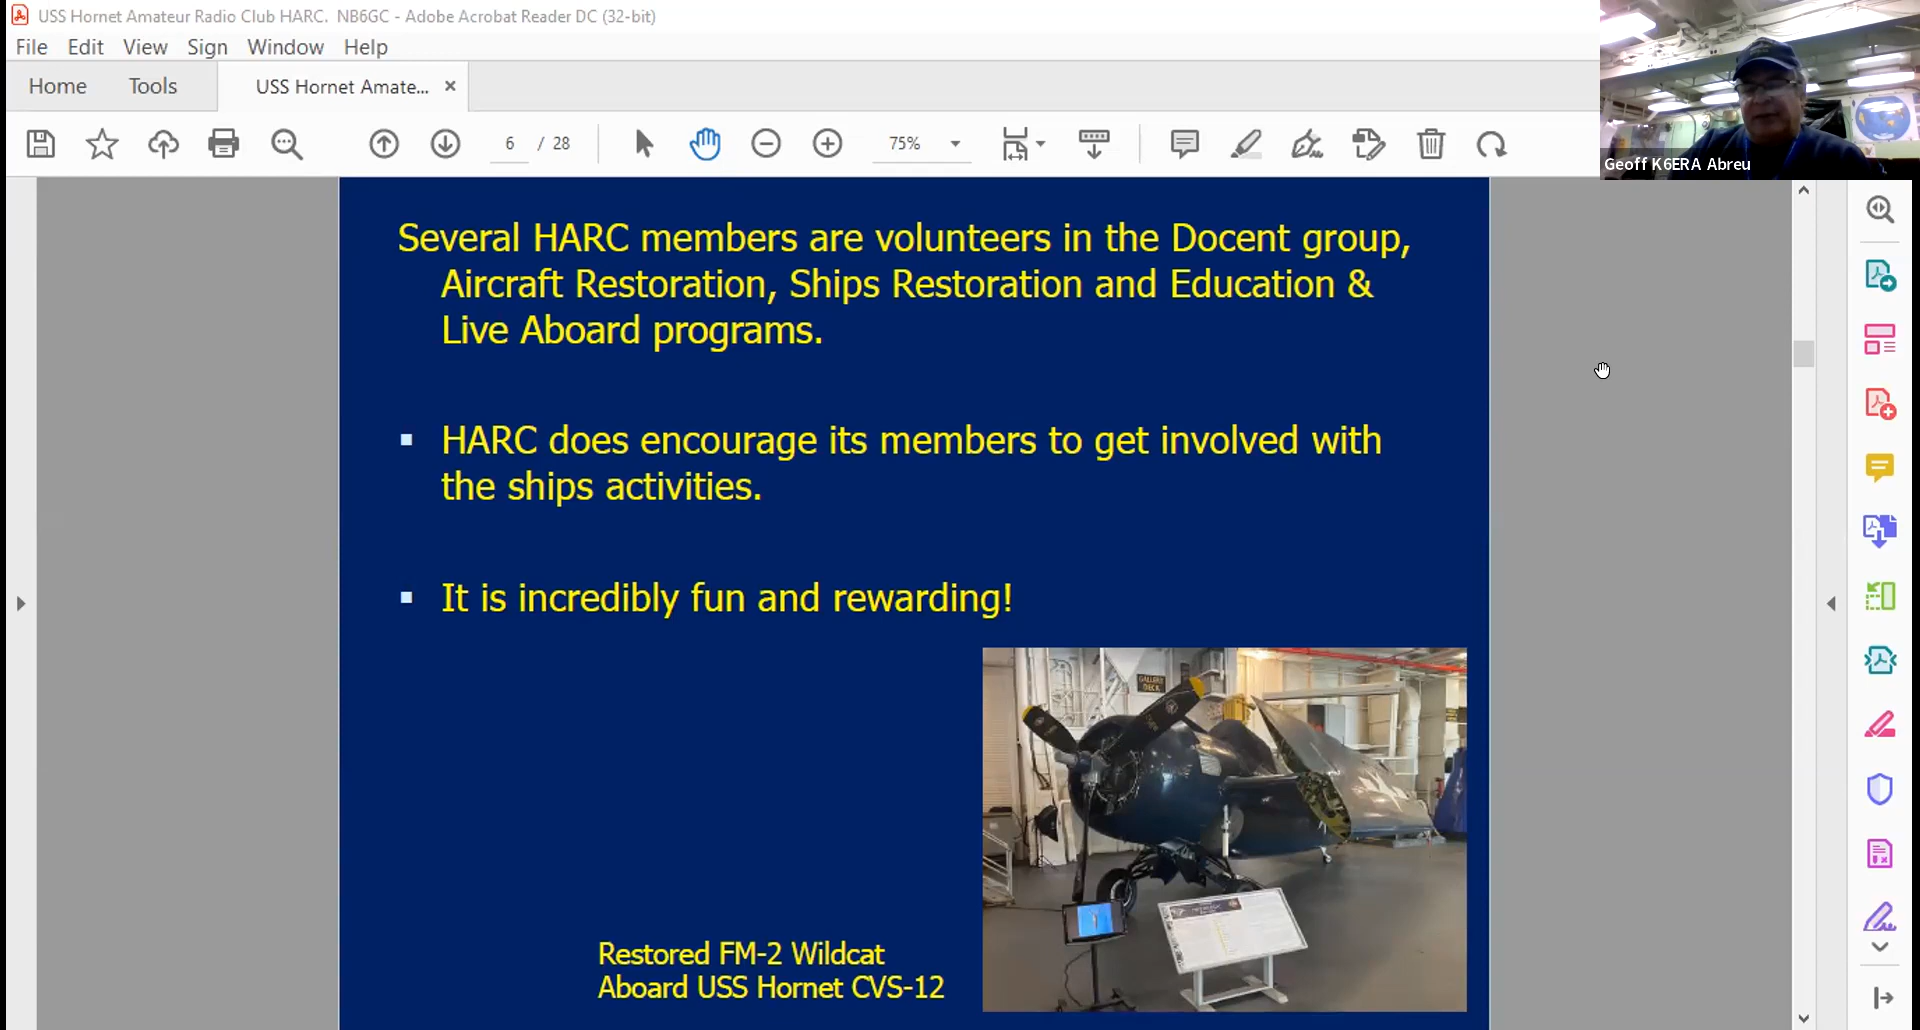 USS Hornet Amateur Radio Club HARC.  NB6GC - Adobe Acrobat Reader DC (32-bit)
File Edit View Sign Window Help
Home Tools USS Hornet Amate... ×
6 / 28 75%
Geoff K6ERA Abreu
Several HARC members are volunteers in the Docent group,
Aircraft Restoration, Ships Restoration and Education &
Live Aboard programs.
▪ HARC does encourage its members to get involved with
the ships activities.
▪ It is incredibly fun and rewarding!
GALLERY
DECK
Restored FM-2 Wildcat
Aboard USS Hornet CVS-12